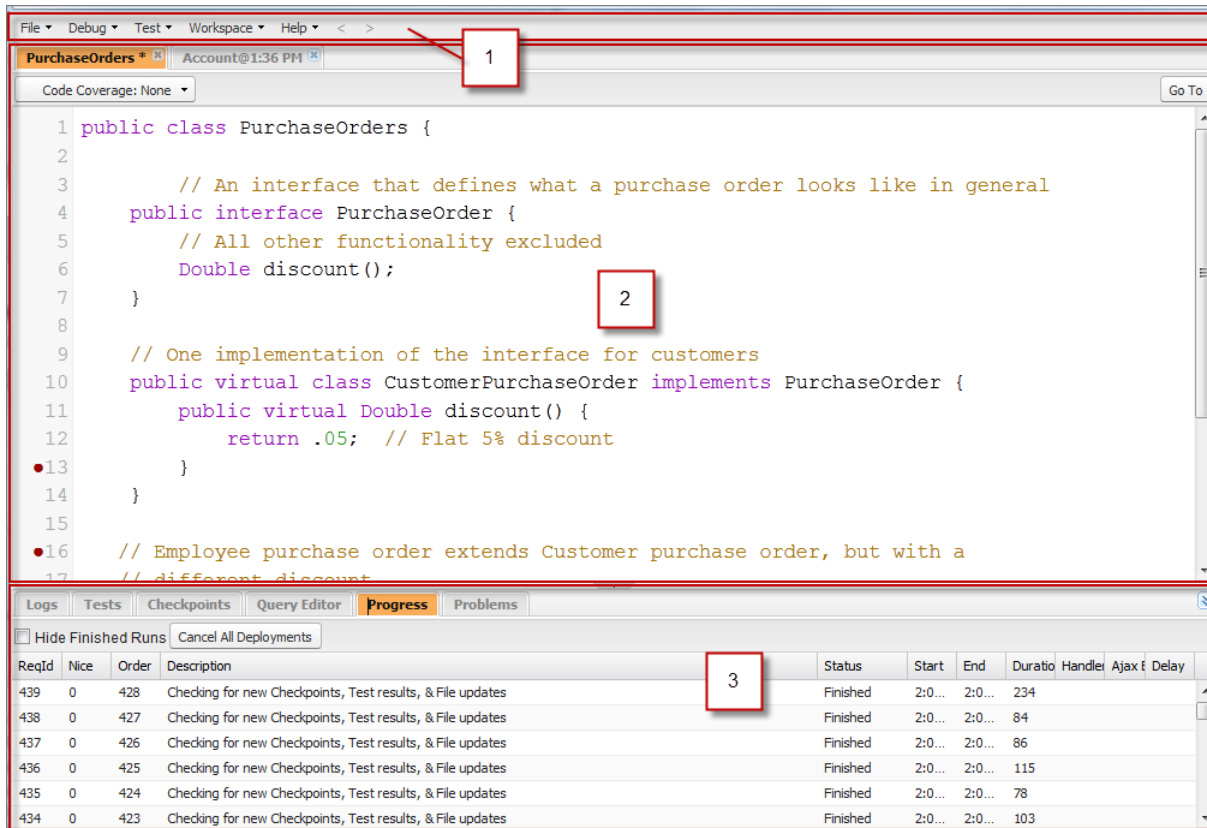 File Debug Test Workspace Help < >
1
PurchaseOrders * Account@1:36 PM
Code Coverage: None Go To
1 public class PurchaseOrders {
2
3 // An interface that defines what a purchase order looks like in general
4 public interface PurchaseOrder {
5 // All other functionality excluded
6 Double discount();
7 }
2
8
9 // One implementation of the interface for customers
10 public virtual class CustomerPurchaseOrder implements PurchaseOrder {
11 public virtual Double discount() {
12 return .05; // Flat 5% discount
13 }
14 }
15
16 // Employee purchase order extends Customer purchase order, but with a
17 // different discount
Logs Tests Checkpoints Query Editor Progress Problems
Hide Finished Runs Cancel All Deployments
ReqId Nice Order Description Status Start End Duratio Handler Ajax E Delay
3
439 0 428 Checking for new Checkpoints, Test results, & File updates Finished 2:0... 2:0... 234
438 0 427 Checking for new Checkpoints, Test results, & File updates Finished 2:0... 2:0... 84
437 0 426 Checking for new Checkpoints, Test results, & File updates Finished 2:0... 2:0... 86
436 0 425 Checking for new Checkpoints, Test results, & File updates Finished 2:0... 2:0... 115
435 0 424 Checking for new Checkpoints, Test results, & File updates Finished 2:0... 2:0... 78
434 0 423 Checking for new Checkpoints, Test results, & File updates Finished 2:0... 2:0... 103